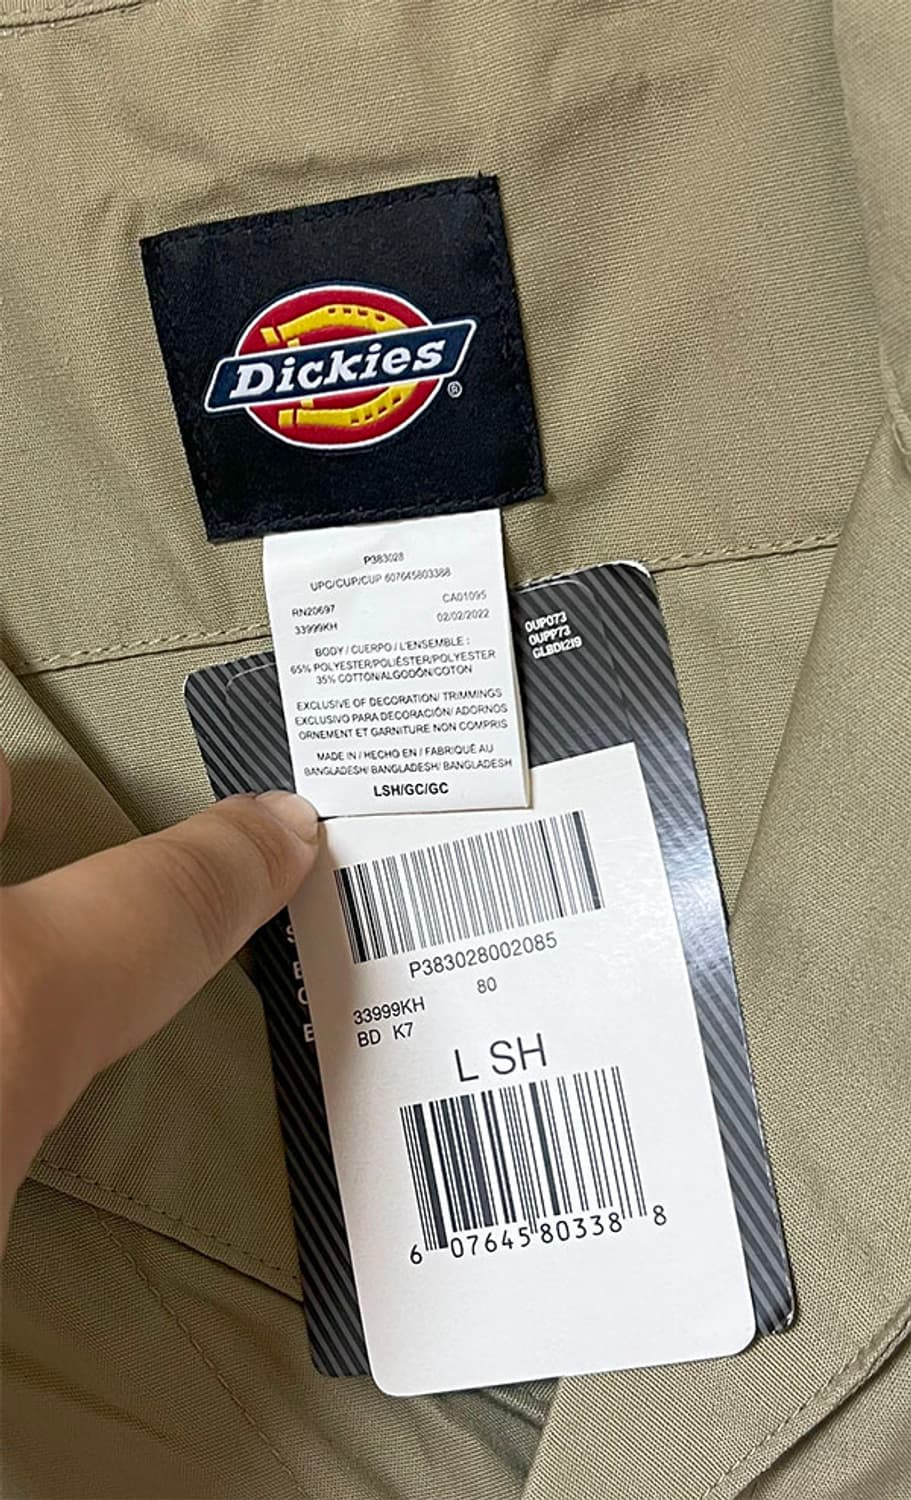 Dickies®
P383028
UPC/CUP/CUP 607645803388
RN20697 CA01095
33999KH 02/02/2022
BODY / CUERPO / L'ENSEMBLE :
65% POLYESTER/POLIÉSTER/POLYESTER
35% COTTON/ALGODÓN/COTON
EXCLUSIVE OF DECORATION/ TRIMMINGS
EXCLUSIVO PARA DECORACIÓN/ ADORNOS
ORNEMENT ET GARNITURE NON COMPRIS
MADE IN / HECHO EN / FABRIQUÉ AU
BANGLADESH/ BANGLADESH/ BANGLADESH
LSH/GC/GC
0UP073
0UPP73
GLBD1219
P383028002085
80
33999KH
BD K7
L SH
6 07645 80338 8